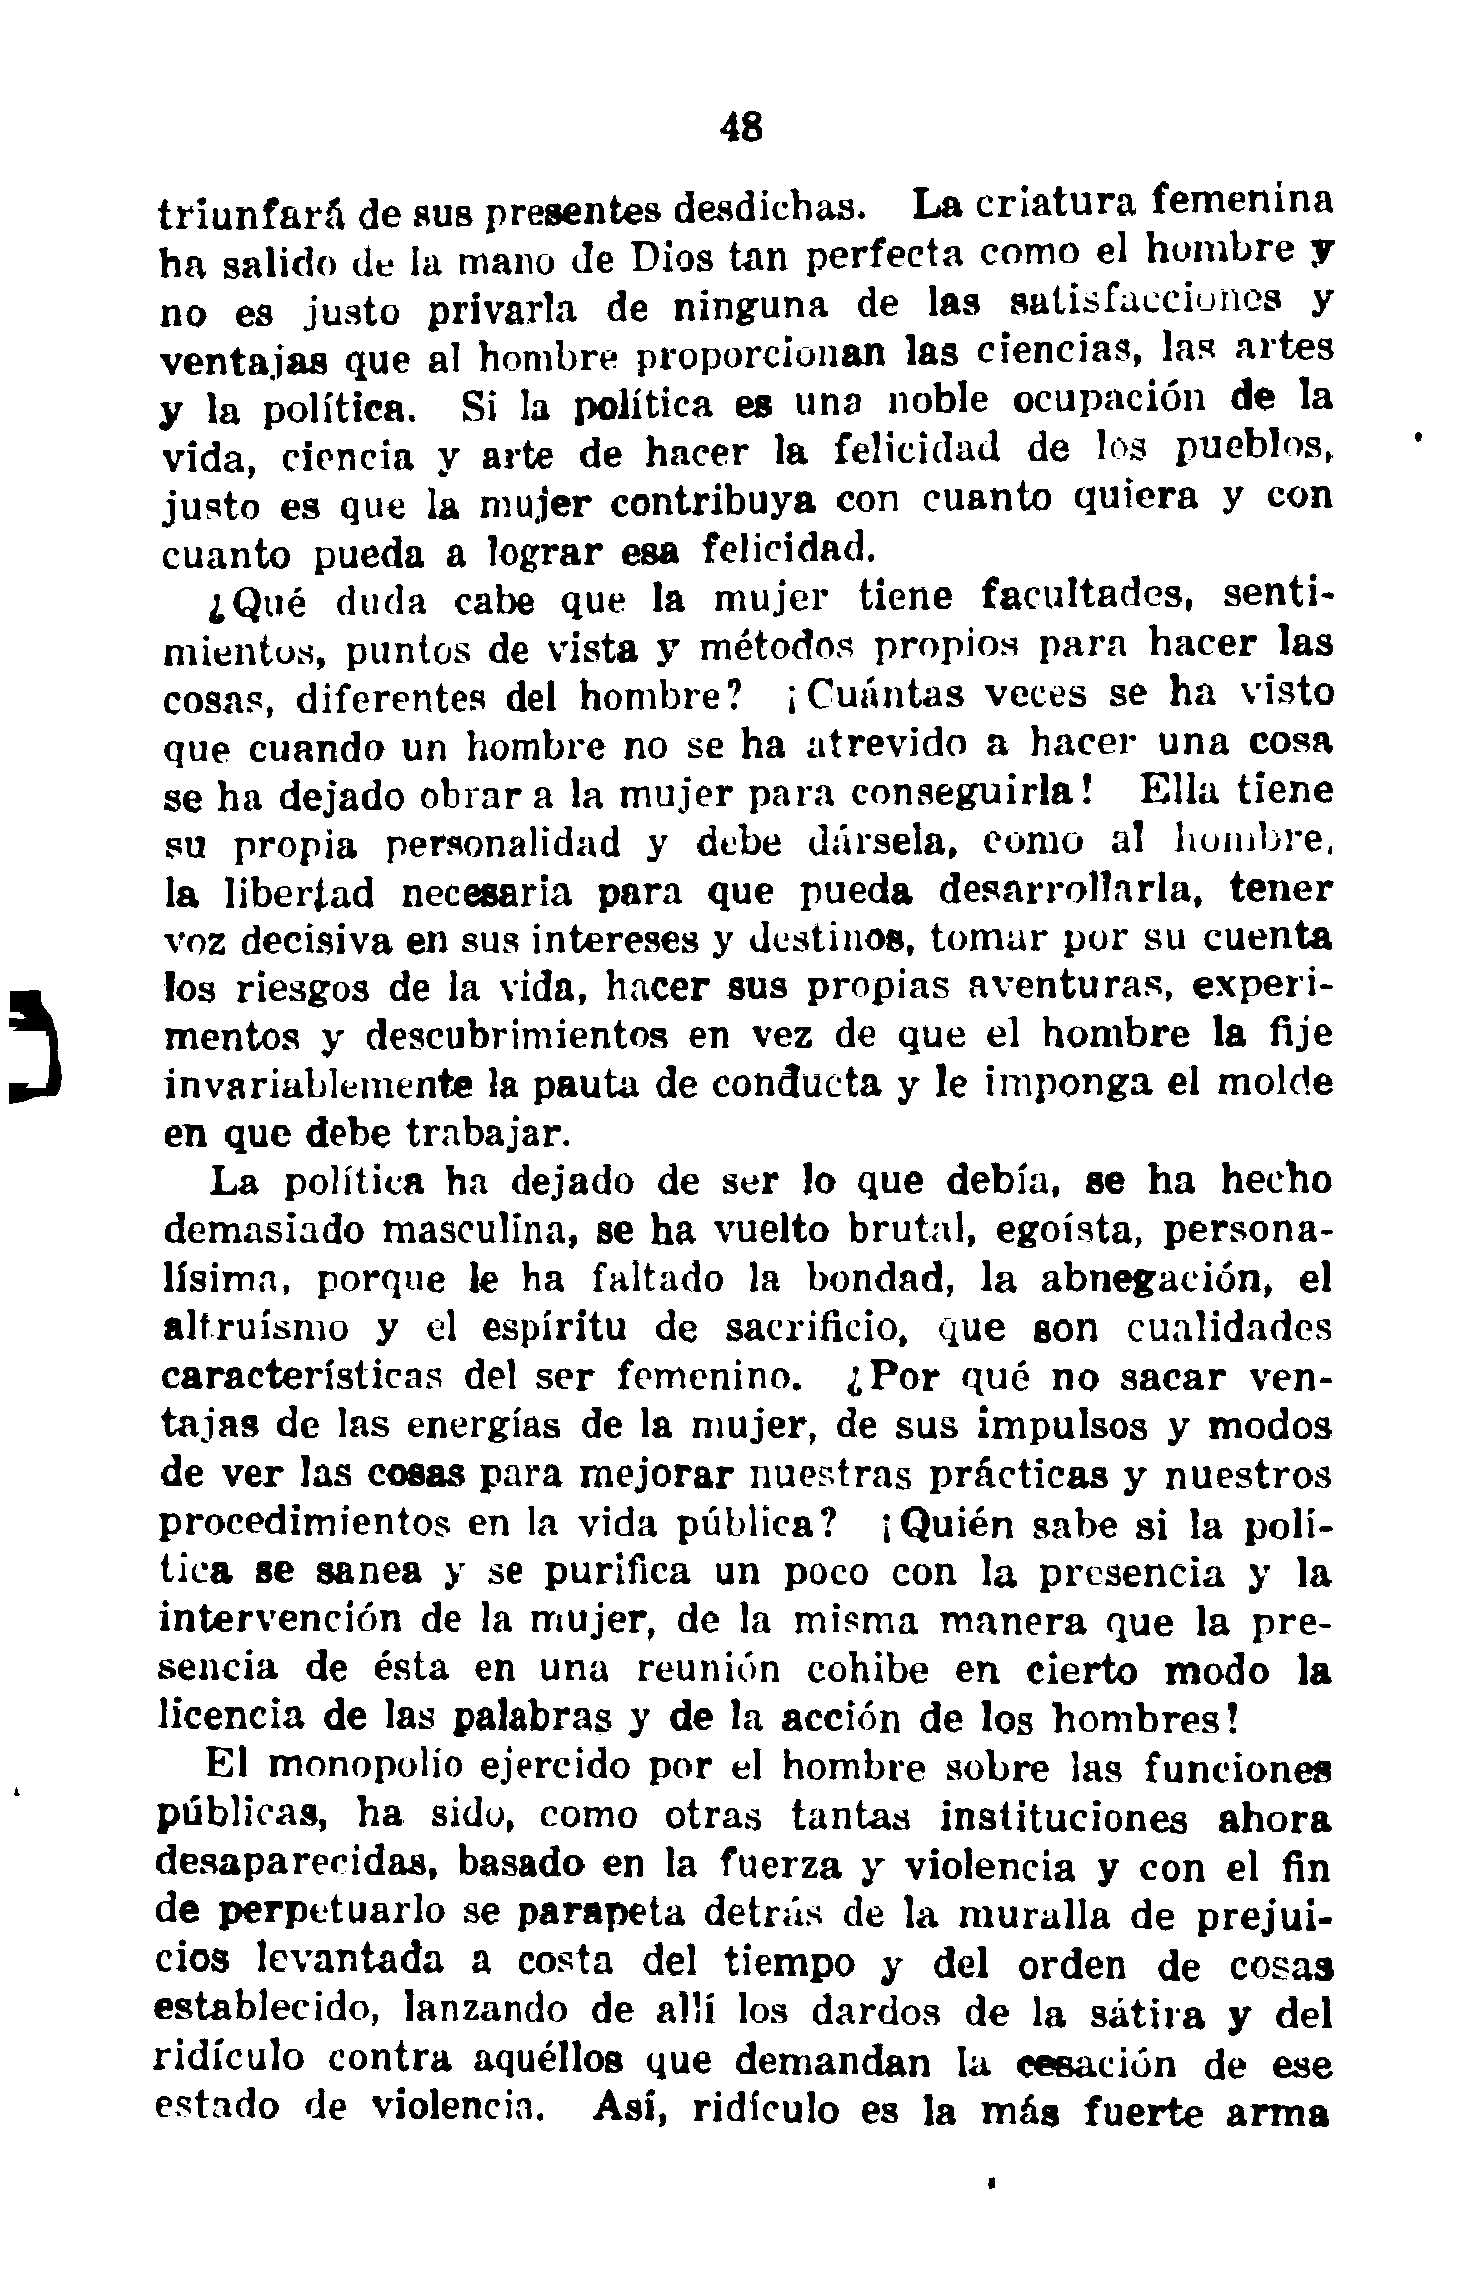 48
triunfará de sus presentes desdichas. La criatura femenina
ha salido de la mano de Dios tan perfecta como el hombre y
no es justo privarla de ninguna de las satisfacciones y
ventajas que al hombre proporcionan las ciencias, las artes
y la política. Si la política es una noble ocupación de la
vida, ciencia y arte de hacer la felicidad de los pueblos,
justo es que la mujer contribuya con cuanto quiera y con
cuanto pueda a lograr esa felicidad.
¿Qué duda cabe que la mujer tiene facultades, senti-
mientos, puntos de vista y métodos propios para hacer las
cosas, diferentes del hombre? ¡Cuántas veces se ha visto
que cuando un hombre no se ha atrevido a hacer una cosa
se ha dejado obrar a la mujer para conseguirla! Ella tiene
su propia personalidad y debe dársela, como al hombre,
la libertad necesaria para que pueda desarrollarla, tener
voz decisiva en sus intereses y destinos, tomar por su cuenta
los riesgos de la vida, hacer sus propias aventuras, experi-
mentos y descubrimientos en vez de que el hombre la fije
invariablemente la pauta de conducta y le imponga el molde
en que debe trabajar.
La política ha dejado de ser lo que debía, se ha hecho
demasiado masculina, se ha vuelto brutal, egoísta, persona-
lísima, porque le ha faltado la bondad, la abnegación, el
altruísmo y el espíritu de sacrificio, que son cualidades
características del ser femenino. ¿Por qué no sacar ven-
tajas de las energías de la mujer, de sus impulsos y modos
de ver las cosas para mejorar nuestras prácticas y nuestros
procedimientos en la vida pública? ¡Quién sabe si la polí-
tica se sanea y se purifica un poco con la presencia y la
intervención de la mujer, de la misma manera que la pre-
sencia de ésta en una reunión cohibe en cierto modo la
licencia de las palabras y de la acción de los hombres!
El monopolio ejercido por el hombre sobre las funciones
públicas, ha sido, como otras tantas instituciones ahora
desaparecidas, basado en la fuerza y violencia y con el fin
de perpetuarlo se parapeta detrás de la muralla de prejui-
cios levantada a costa del tiempo y del orden de cosas
establecido, lanzando de allí los dardos de la sátira y del
ridículo contra aquéllos que demandan la cesación de ese
estado de violencia. Así, ridículo es la más fuerte arma